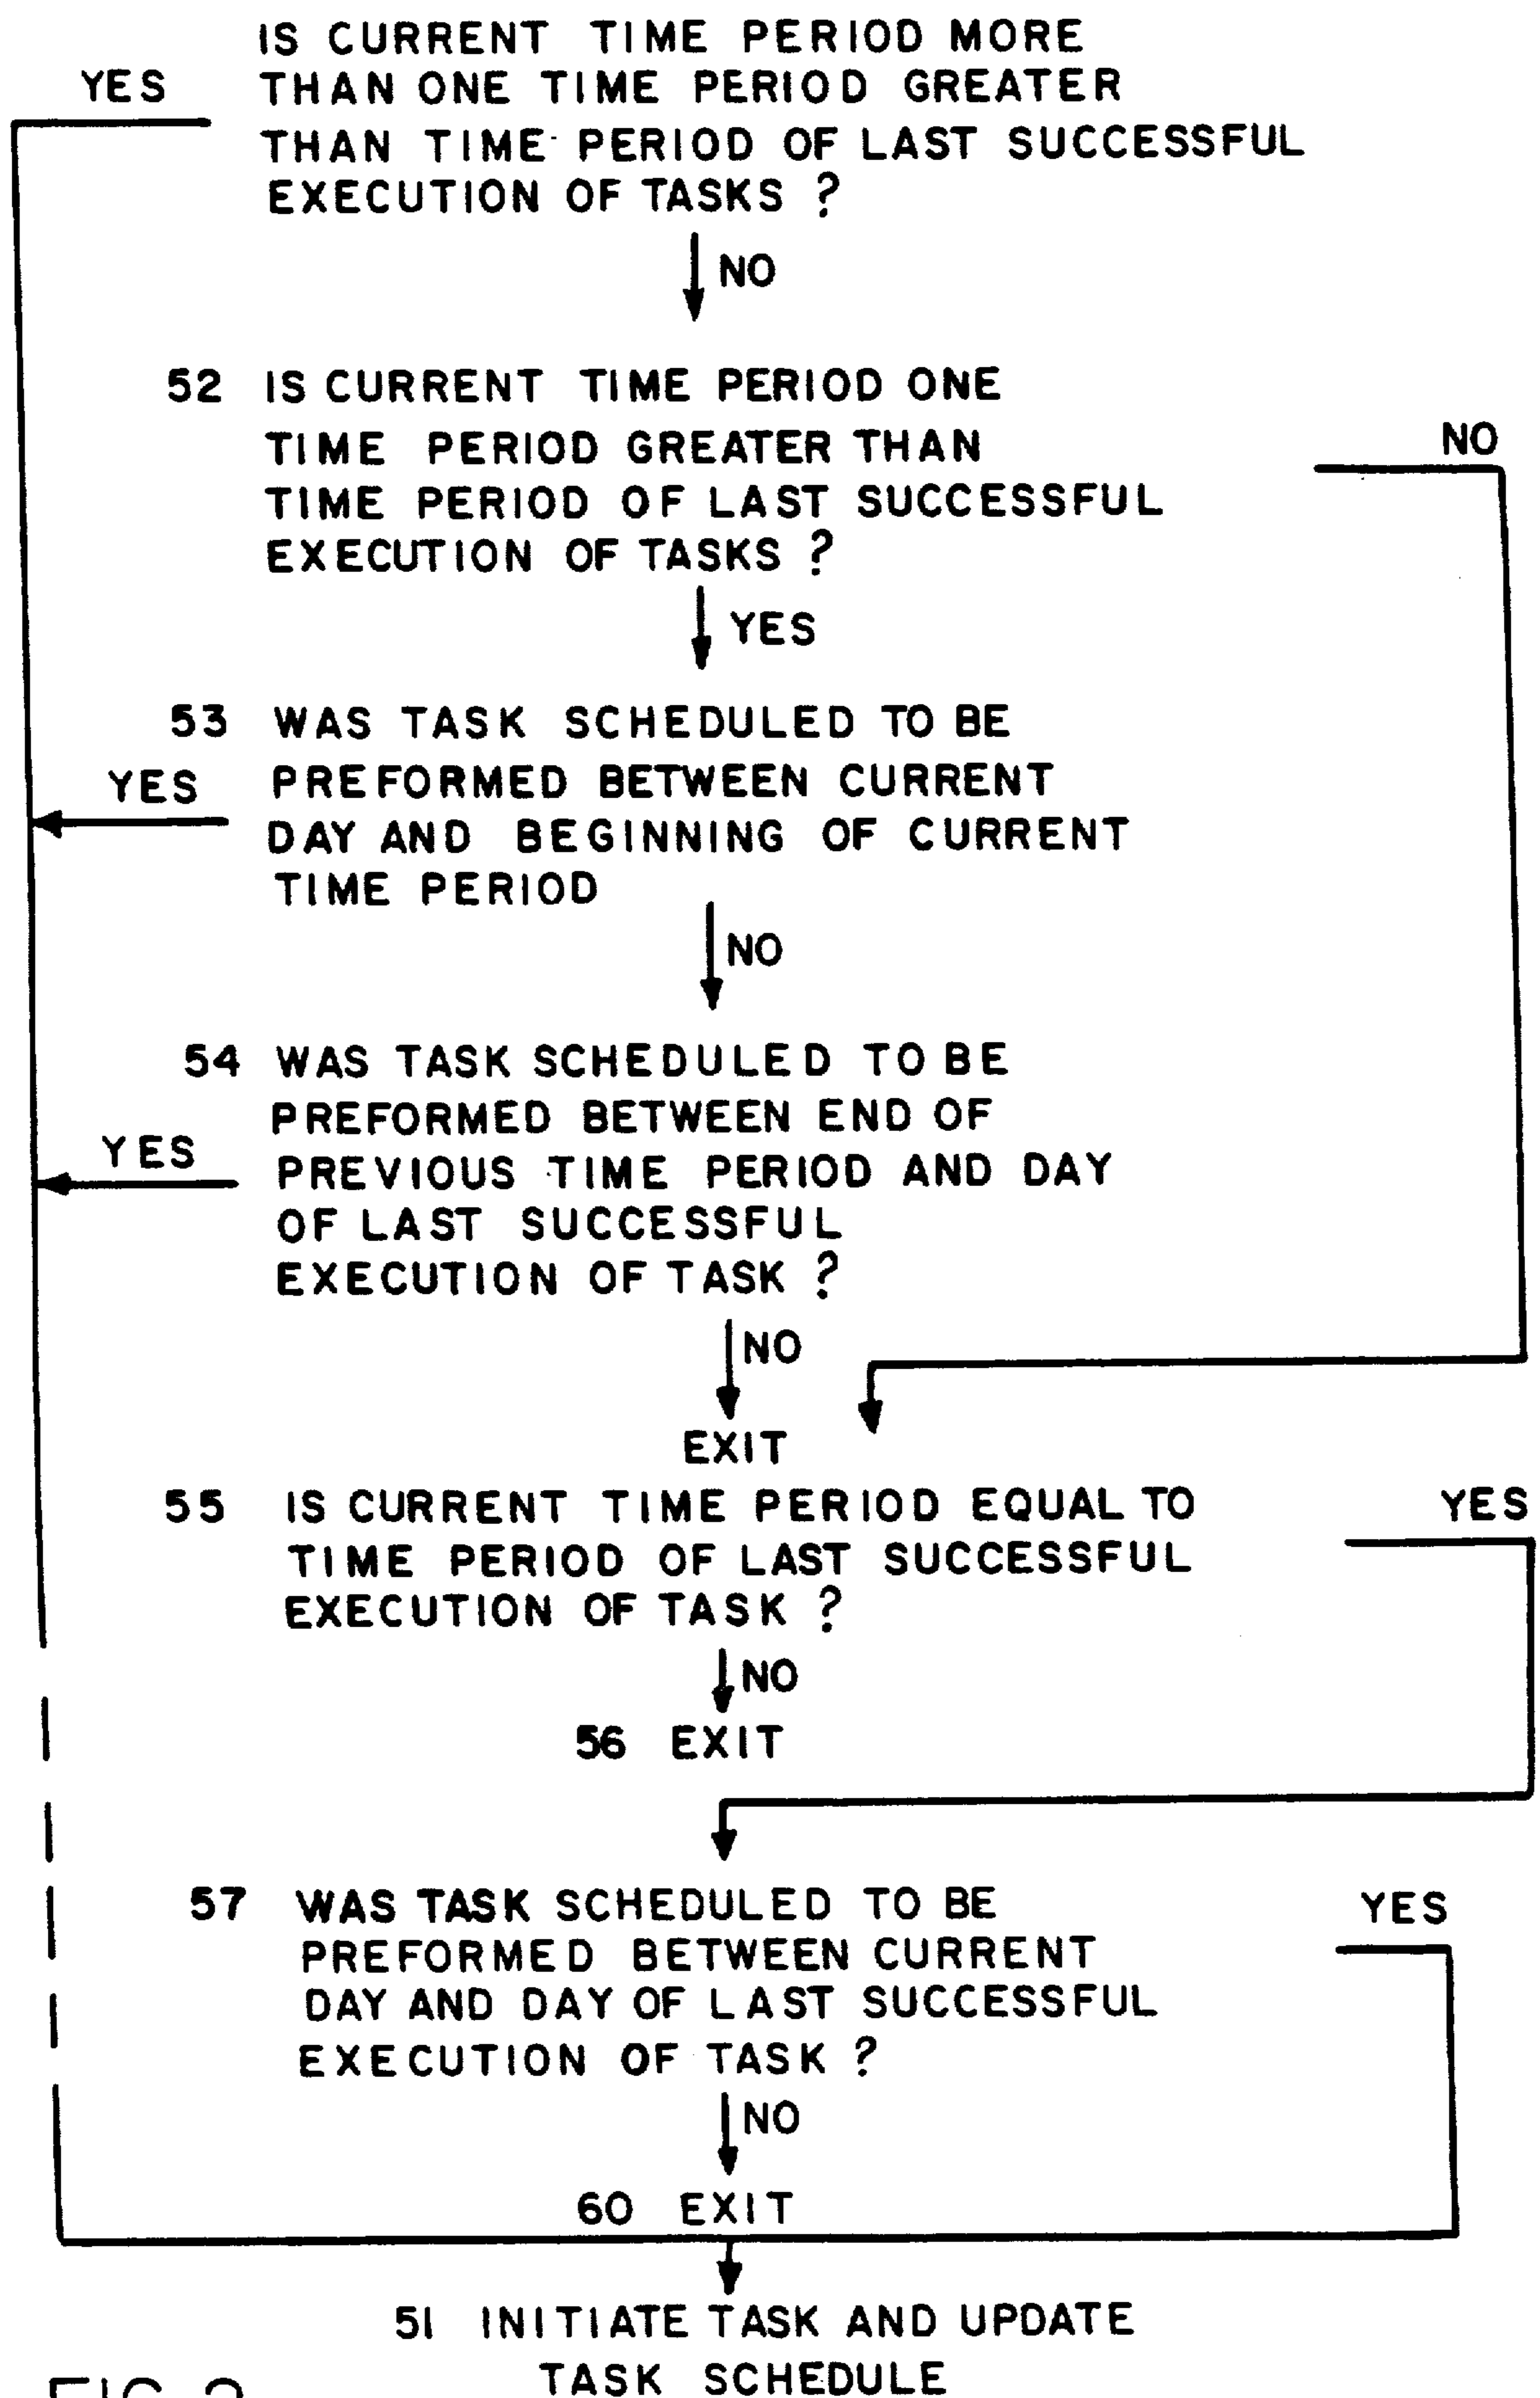 IS CURRENT TIME PERIOD MORE
YES THAN ONE TIME PERIOD GREATER
THAN TIME PERIOD OF LAST SUCCESSFUL
EXECUTION OF TASKS ?
NO
52 IS CURRENT TIME PERIOD ONE
TIME PERIOD GREATER THAN NO
TIME PERIOD OF LAST SUCCESSFUL
EXECUTION OF TASKS ?
YES
53 WAS TASK SCHEDULED TO BE
YES PREFORMED BETWEEN CURRENT
DAY AND BEGINNING OF CURRENT
TIME PERIOD
NO
54 WAS TASK SCHEDULED TO BE
PREFORMED BETWEEN END OF
YES PREVIOUS TIME PERIOD AND DAY
OF LAST SUCCESSFUL
EXECUTION OF TASK ?
NO
EXIT
55 IS CURRENT TIME PERIOD EQUAL TO YES
TIME PERIOD OF LAST SUCCESSFUL
EXECUTION OF TASK ?
NO
56 EXIT
57 WAS TASK SCHEDULED TO BE YES
PREFORMED BETWEEN CURRENT
DAY AND DAY OF LAST SUCCESSFUL
EXECUTION OF TASK ?
NO
60 EXIT
51 INITIATE TASK AND UPDATE
TASK SCHEDULE